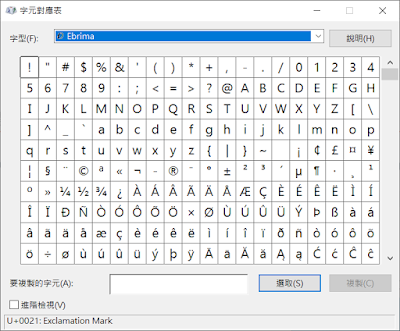 字元對應表
字型(F): Ebrima 說明(H)
! " # $ % & ' ( ) * + , - . / 0 1 2 3 4
5 6 7 8 9 : ; < = > ? @ A B C D E F G H
I J K L M N O P Q R S T U V W X Y Z [ \
] ^ _ ` a b c d e f g h i j k l m n o p
q r s t u v w x y z { | } ~ ¡ ¢ £ ¤ ¥
¦ § ¨ © ª « ¬ - ® ¯ ° ± ² ³ ´ µ ¶ · ¸ ¹
º » ¼ ½ ¾ ¿ À Á Â Ã Ä Å Æ Ç È É Ê Ë Ì Í
Î Ï Ð Ñ Ò Ó Ô Õ Ö × Ø Ù Ú Û Ü Ý Þ ß à á
â ã ä å æ ç è é ê ë ì í î ï ð ñ ò ó ô õ
ö ÷ ø ù ú û ü ý þ ÿ Ā ā Ă ă Ą ą Ć ć Ĉ ĉ
要複製的字元(A): 選取(S) 複製(C)
進階檢視(V)
U+0021: Exclamation Mark